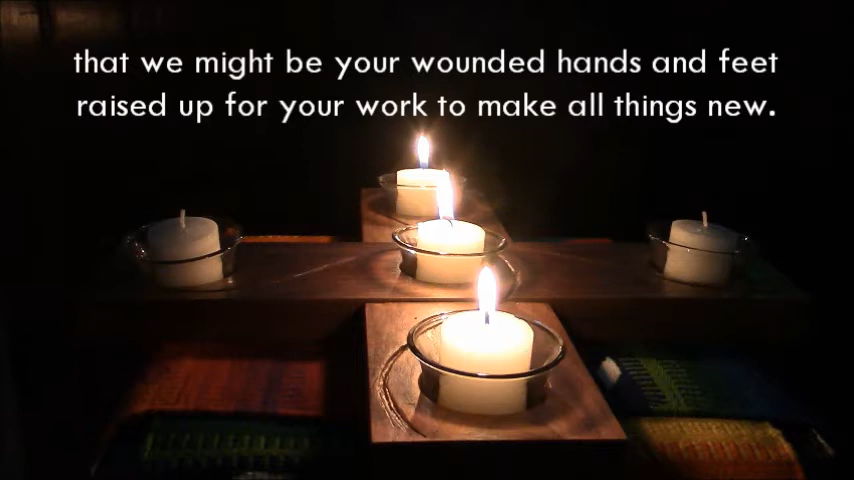 that we might be your wounded hands and feet
raised up for your work to make all things new.